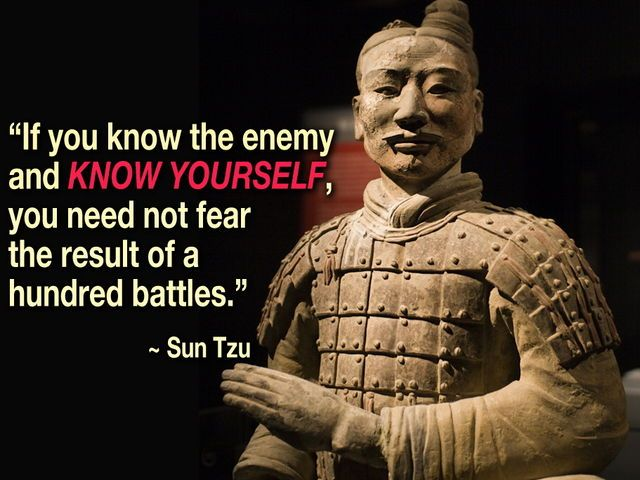 “If you know the enemy
and KNOW YOURSELF,
you need not fear
the result of a
hundred battles.”
~ Sun Tzu